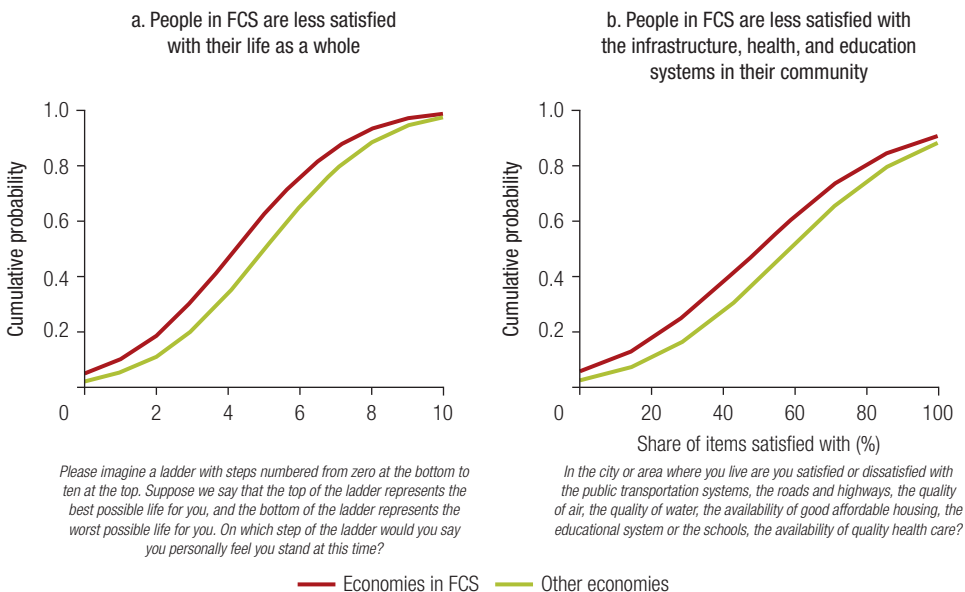 a. People in FCS are less satisfied
with their life as a whole
1.0
0.8
0.6
0.4
0.2
0
2
4
6
8
10
Cumulative probability
Please imagine a ladder with steps numbered from zero at the bottom to
ten at the top. Suppose we say that the top of the ladder represents the
best possible life for you, and the bottom of the ladder represents the
worst possible life for you. On which step of the ladder would you say
you personally feel you stand at this time?
b. People in FCS are less satisfied with
the infrastructure, health, and education
systems in their community
1.0
0.8
0.6
0.4
0.2
0
20
40
60
80
100
Cumulative probability
Share of items satisfied with (%)
In the city or area where you live are you satisfied or dissatisfied with
the public transportation systems, the roads and highways, the quality
of air, the quality of water, the availability of good affordable housing, the
educational system or the schools, the availability of quality health care?
Economies in FCS
Other economies